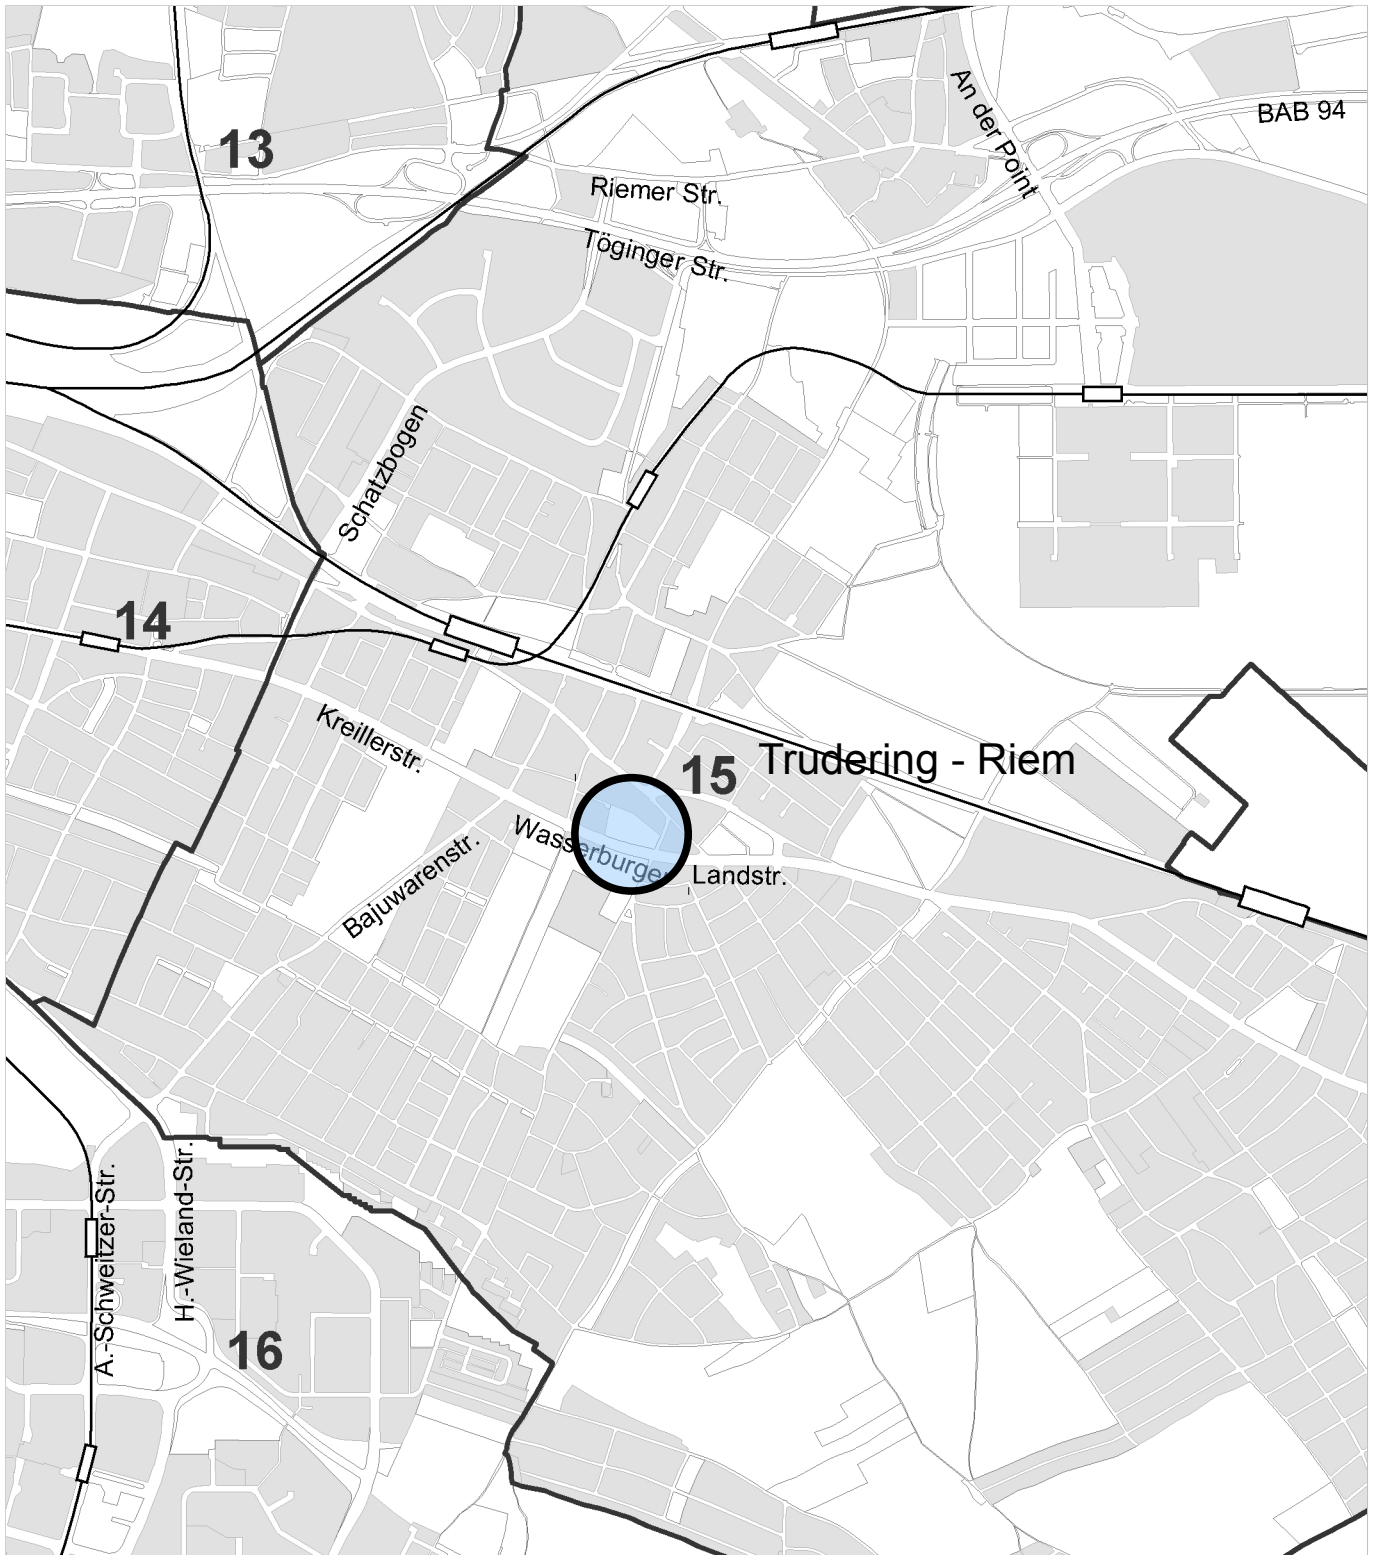 An der Point
BAB 94
13
Riemer Str.
Töginger Str.
Schatzbogen
14
Kreillerstr.
15
Trudering - Riem
Wasserburger Landstr.
Bajuwarenstr.
A.-Schweitzer-Str.
H.-Wieland-Str.
16